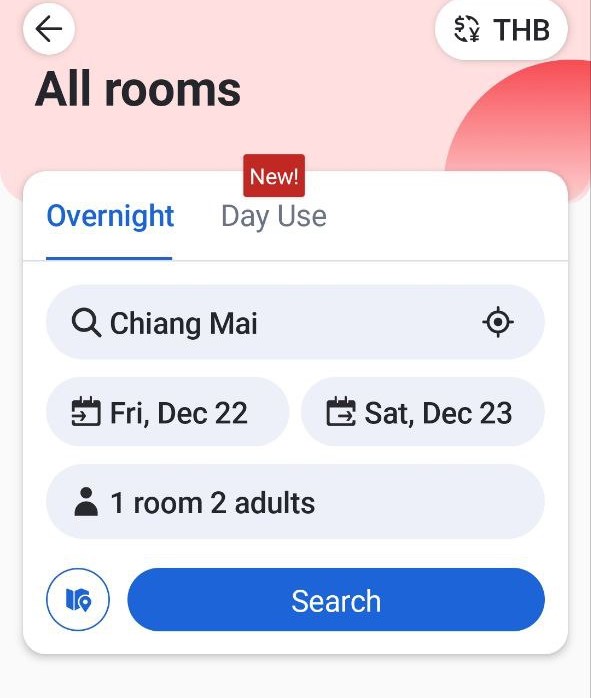 THB
All rooms
New!
Overnight Day Use
Chiang Mai
Fri, Dec 22 Sat, Dec 23
1 room 2 adults
Search